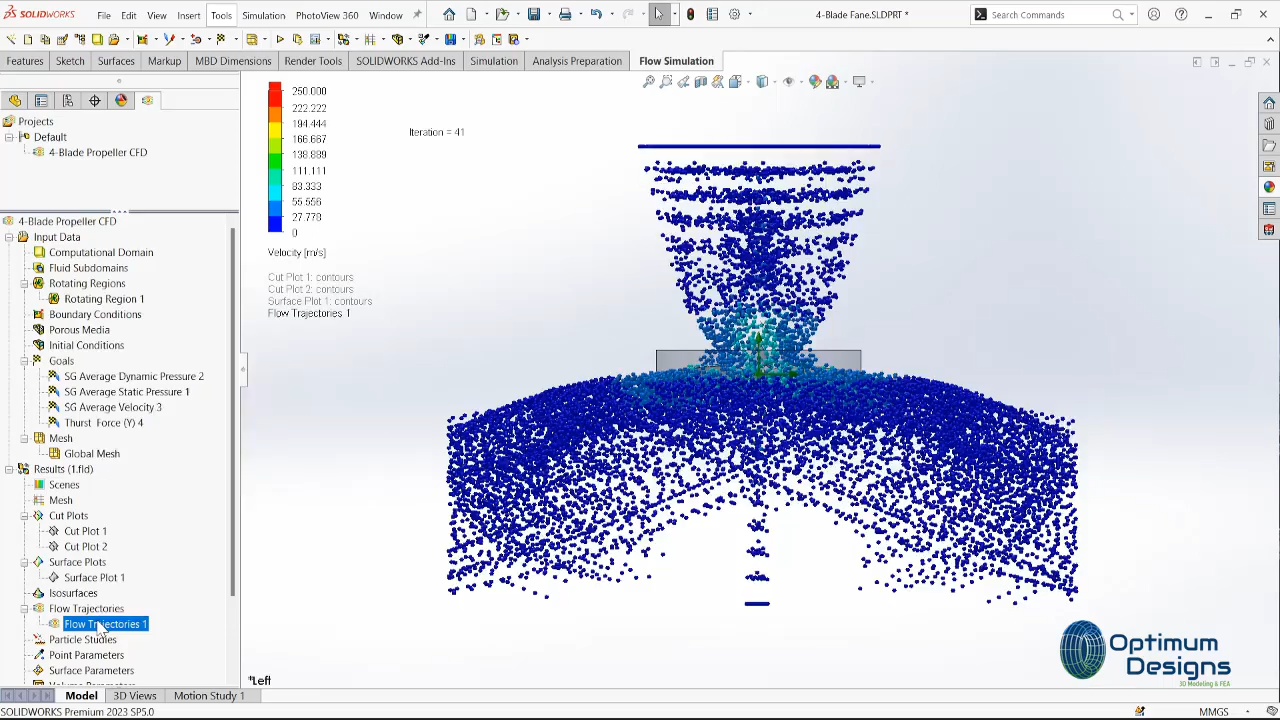 SOLIDWORKS File Edit View Insert Tools Simulation PhotoView 360 Window 4-Blade Fane.SLDPRT * Search Commands
Features Sketch Surfaces Markup MBD Dimensions Render Tools SOLIDWORKS Add-Ins Simulation Analysis Preparation Flow Simulation
Projects
Default
4-Blade Propeller CFD
4-Blade Propeller CFD
Input Data
Computational Domain
Fluid Subdomains
Rotating Regions
Rotating Region 1
Boundary Conditions
Porous Media
Initial Conditions
Goals
SG Average Dynamic Pressure 2
SG Average Static Pressure 1
SG Average Velocity 3
Thurst Force (Y) 4
Mesh
Global Mesh
Results (1.fld)
Scenes
Mesh
Cut Plots
Cut Plot 1
Cut Plot 2
Surface Plots
Surface Plot 1
Isosurfaces
Flow Trajectories
Flow Trajectories 1
Particle Studies
Point Parameters
Surface Parameters
250.000
222.222
194.444
166.667
138.889
111.111
83.333
55.556
27.778
0
Velocity [m/s]
Cut Plot 1: contours
Cut Plot 2: contours
Surface Plot 1: contours
Flow Trajectories 1
Iteration = 41
*Left
Optimum
Designs
3D Modeling & FEA
Model 3D Views Motion Study 1
SOLIDWORKS Premium 2023 SP5.0 MMGS